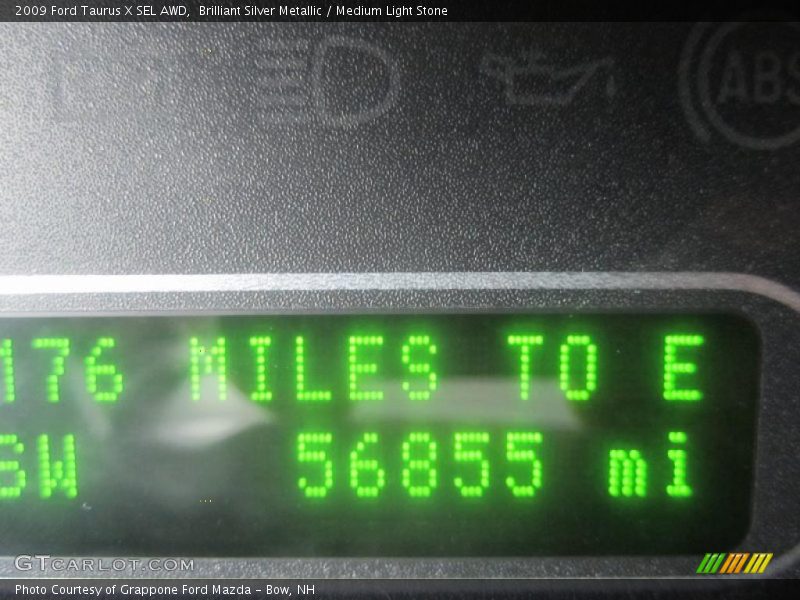 2009 Ford Taurus X SEL AWD, Brilliant Silver Metallic / Medium Light Stone
ABS
176 MILES TO E
SW 56855 mi
GTCARLOT.COM
Photo Courtesy of Grappone Ford Mazda - Bow, NH